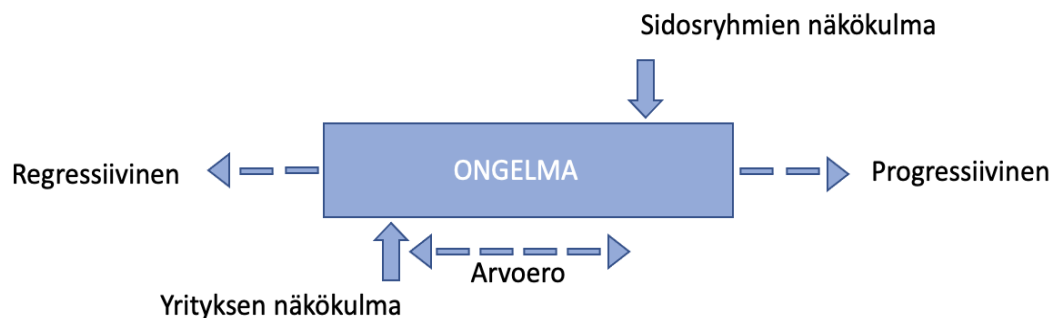 Sidosryhmien näkökulma
Regressiivinen
ONGELMA
Progressiivinen
Arvoero
Yrityksen näkökulma